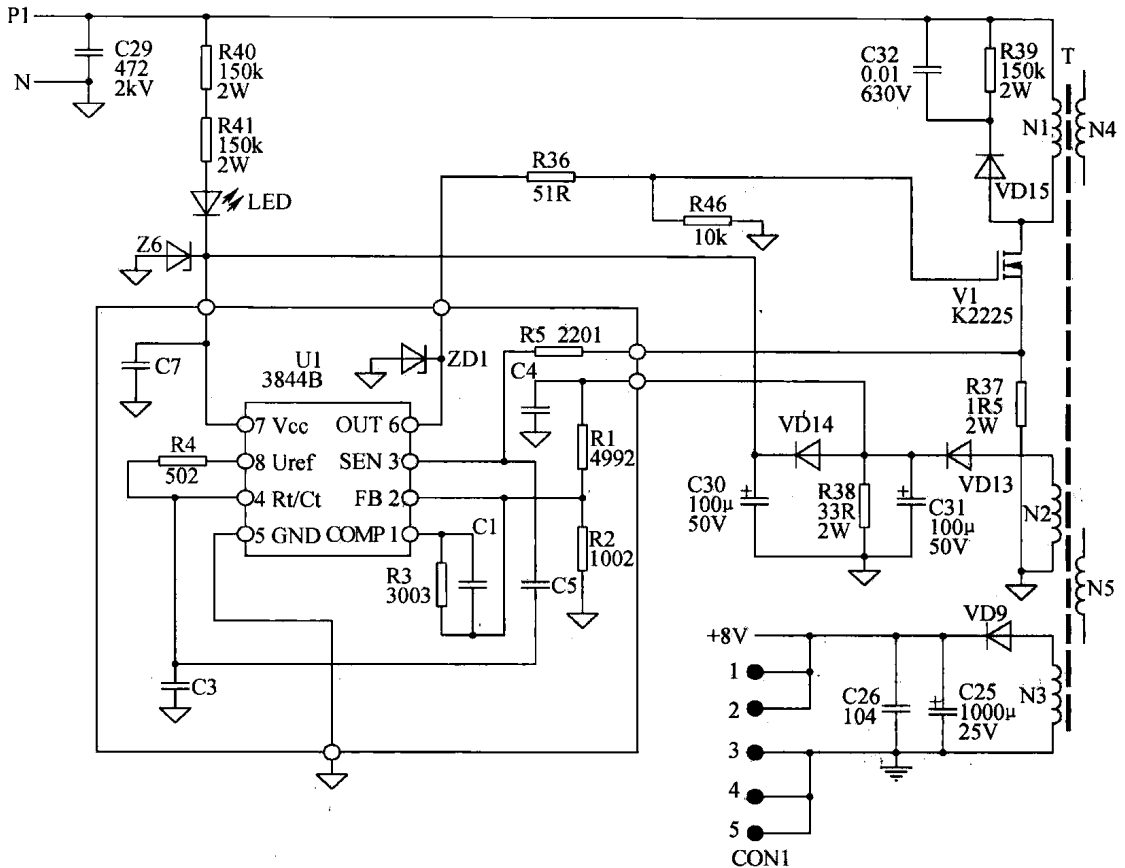 P1
N
C29
472
2kV
R40
150k
2W
R41
150k
2W
LED
Z6
C32
0.01
630V
R39
150k
2W
T
N1
N4
VD15
R36
51R
R46
10k
V1
K2225
R5 2201
C7
U1
3844B
ZD1
C4
7 Vcc
OUT 6
R4
502
8 Uref
SEN 3
4 Rt/Ct
FB 2
5 GND
COMP 1
C1
R3
3003
R1
4992
R2
1002
C5
C3
R37
1R5
2W
VD14
VD13
C30
100μ
50V
R38
33R
2W
C31
100μ
50V
N2
N5
VD9
+8V
1
2
3
4
5
CON1
C26
104
C25
1000μ
25V
N3
+
+
+